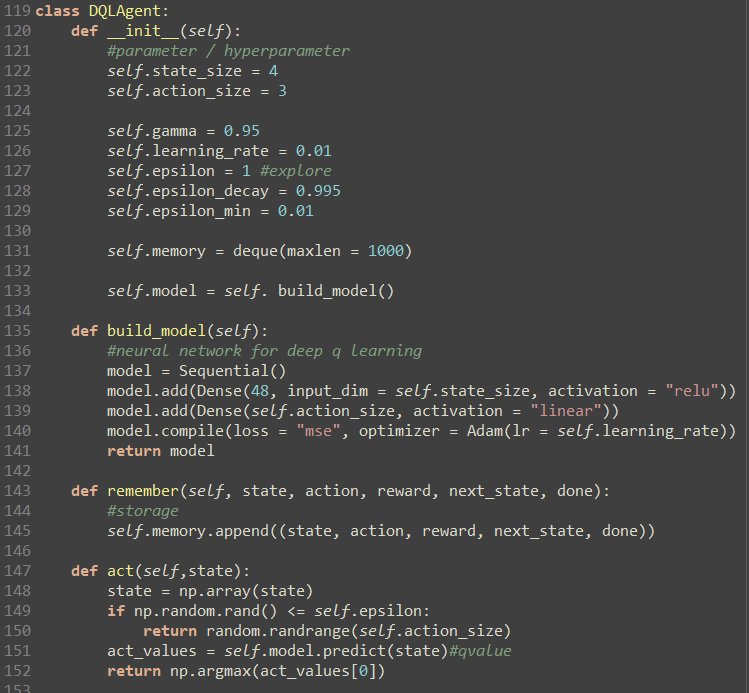 119 class DQLAgent:
120     def __init__(self):
121         #parameter / hyperparameter
122         self.state_size = 4
123         self.action_size = 3
124
125         self.gamma = 0.95
126         self.learning_rate = 0.01
127         self.epsilon = 1 #explore
128         self.epsilon_decay = 0.995
129         self.epsilon_min = 0.01
130
131         self.memory = deque(maxlen = 1000)
132
133         self.model = self. build_model()
134
135     def build_model(self):
136         #neural network for deep q learning
137         model = Sequential()
138         model.add(Dense(48, input_dim = self.state_size, activation = "relu"))
139         model.add(Dense(self.action_size, activation = "linear"))
140         model.compile(loss = "mse", optimizer = Adam(lr = self.learning_rate))
141         return model
142
143     def remember(self, state, action, reward, next_state, done):
144         #storage
145         self.memory.append((state, action, reward, next_state, done))
146
147     def act(self,state):
148         state = np.array(state)
149         if np.random.rand() <= self.epsilon:
150             return random.randrange(self.action_size)
151         act_values = self.model.predict(state)#qvalue
152         return np.argmax(act_values[0])
153